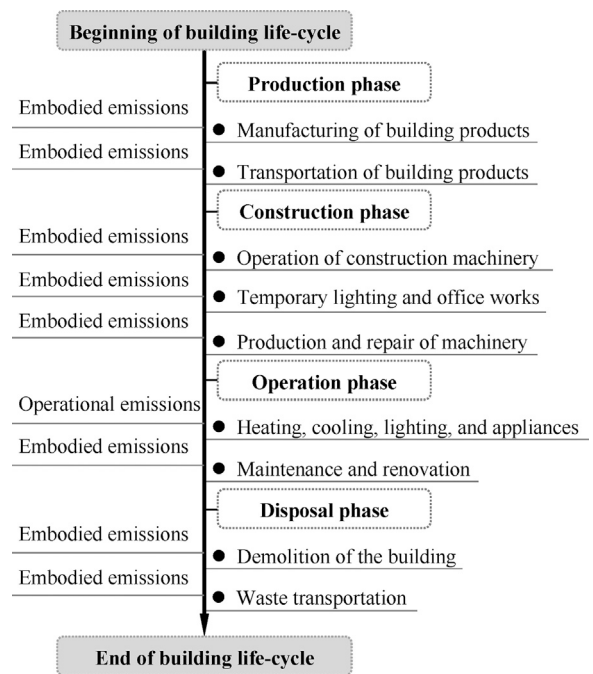 Beginning of building life-cycle
Production phase
Embodied emissions
Manufacturing of building products
Embodied emissions
Transportation of building products
Construction phase
Embodied emissions
Operation of construction machinery
Embodied emissions
Temporary lighting and office works
Embodied emissions
Production and repair of machinery
Operation phase
Operational emissions
Heating, cooling, lighting, and appliances
Embodied emissions
Maintenance and renovation
Disposal phase
Embodied emissions
Demolition of the building
Embodied emissions
Waste transportation
End of building life-cycle